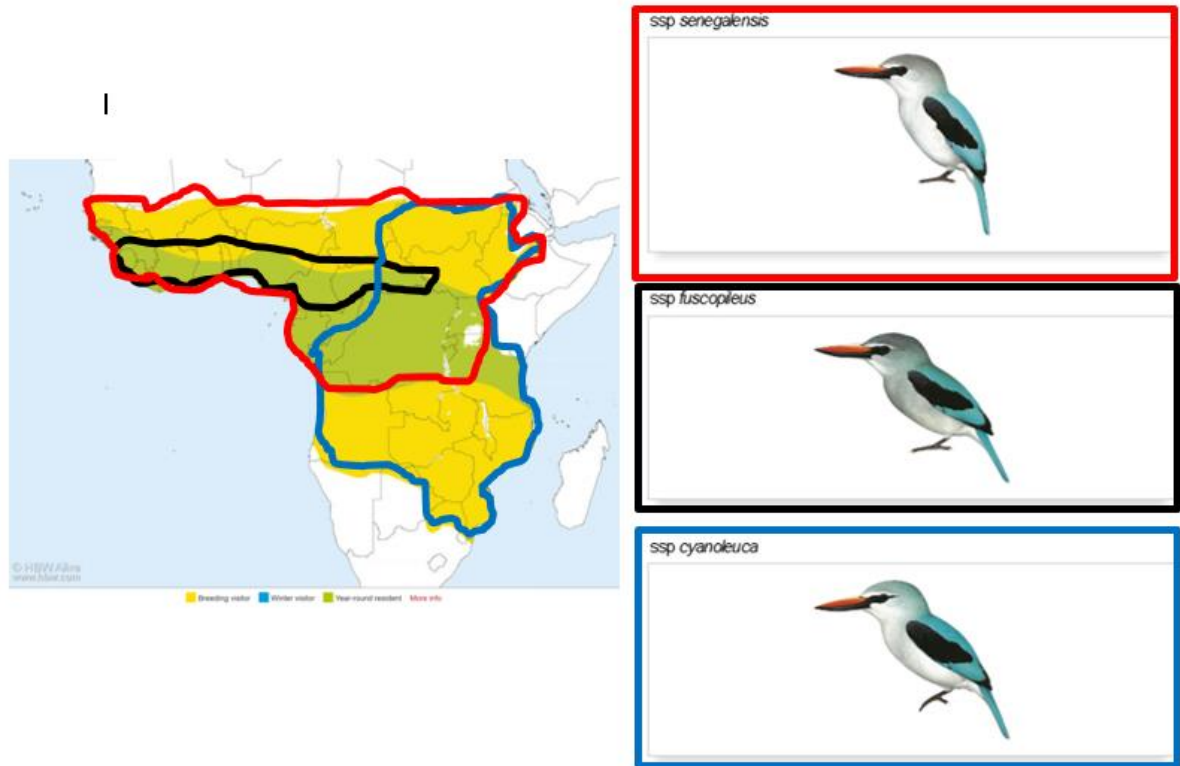 ssp senegalensis
I
ssp fuscopileus
ssp cyanoleuca
© HBW Alive
www.hbw.com
Breeding visitor Winter visitor Year-round resident More info